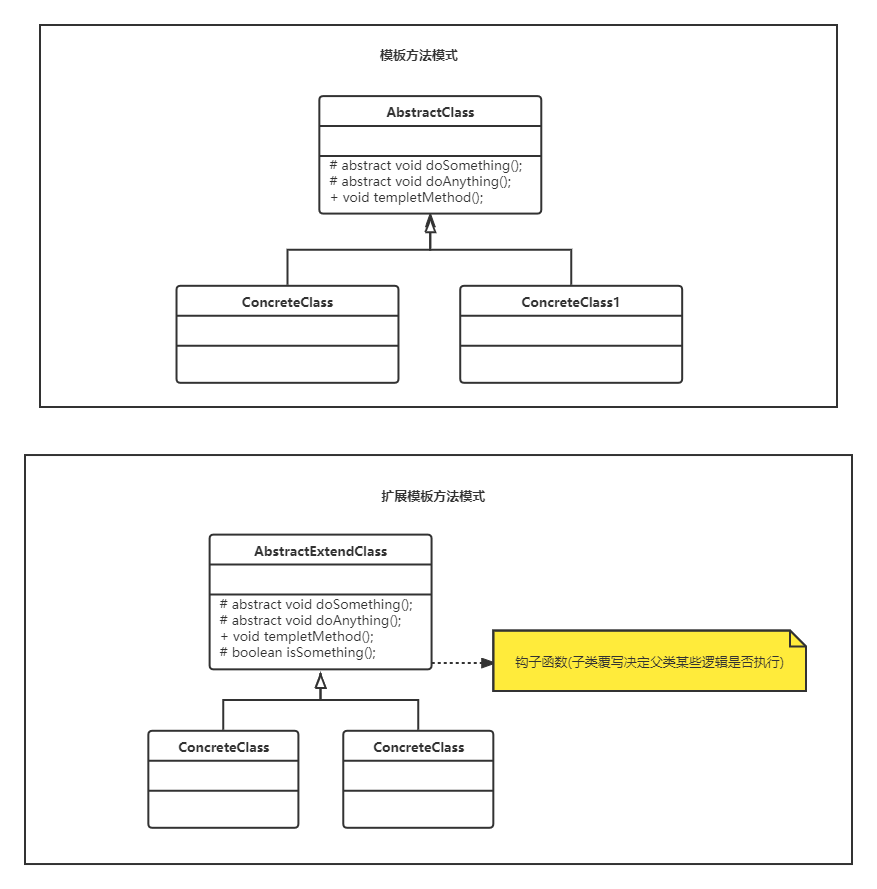 模板方法模式
AbstractClass
# abstract void doSomething();
# abstract void doAnything();
+ void templetMethod();
ConcreteClass
ConcreteClass1
扩展模板方法模式
AbstractExtendClass
# abstract void doSomething();
# abstract void doAnything();
+ void templetMethod();
# boolean isSomething();
钩子函数(子类覆写决定父类某些逻辑是否执行)
ConcreteClass
ConcreteClass